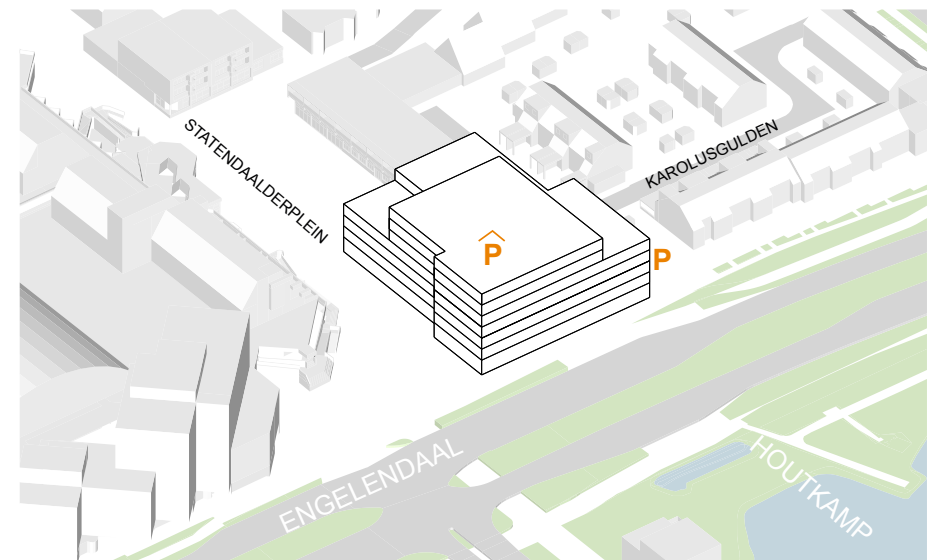 STATENDAALDERPLEIN
KAROLUSGULDEN
P
P
ENGELENDAAL
HOUTKAMP